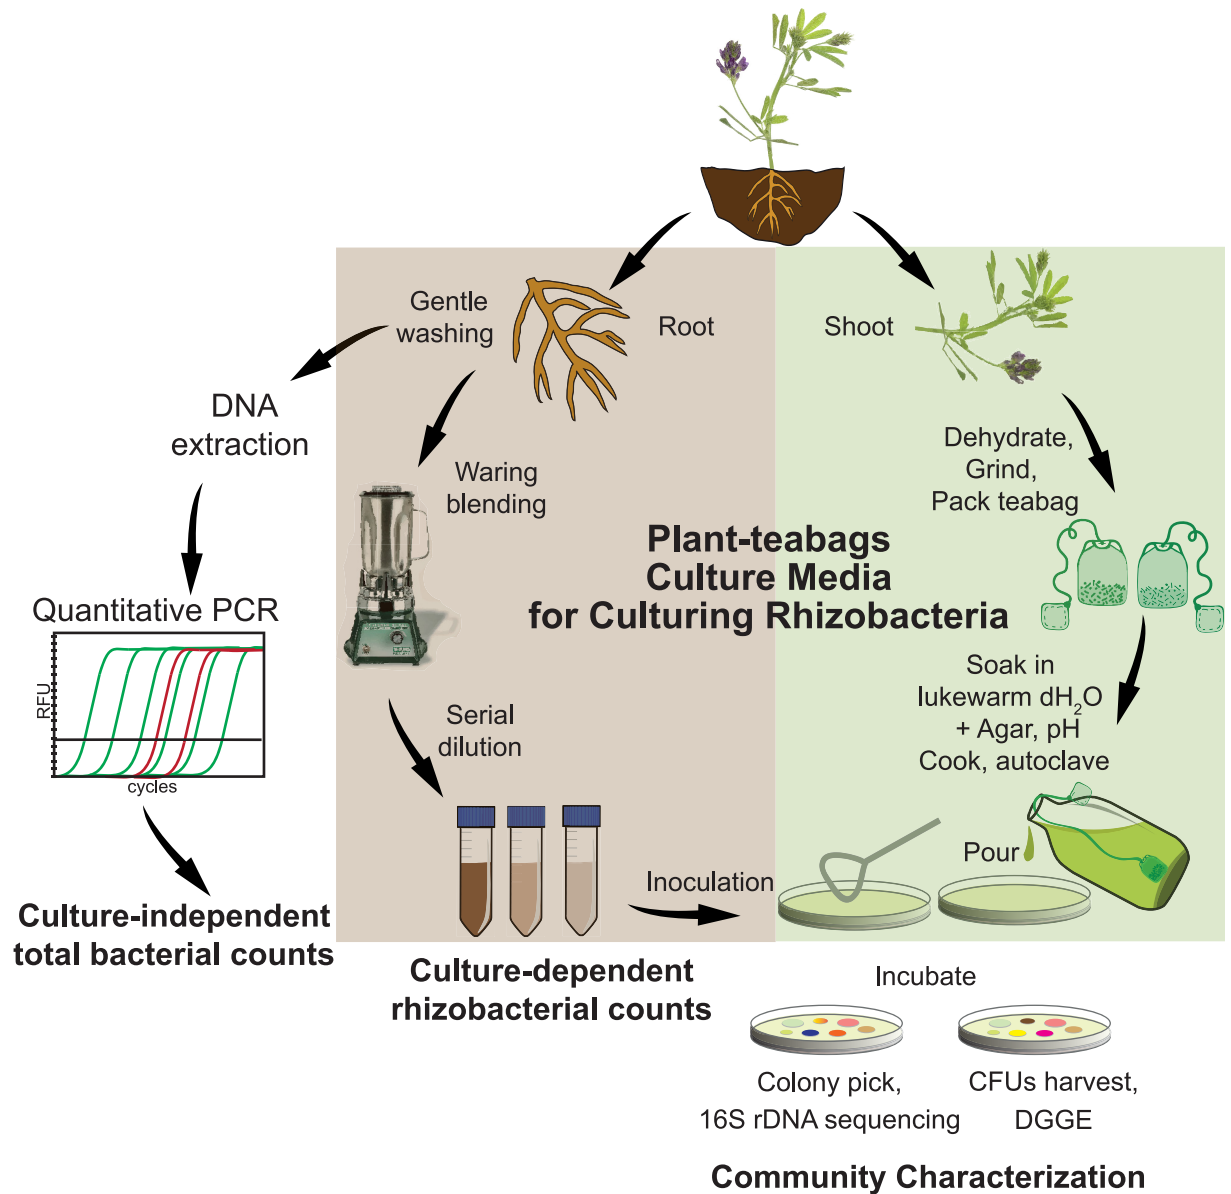 Gentle
washing
Root
Shoot
DNA
extraction
Waring
blending
Dehydrate,
Grind,
Pack teabag
Plant-teabags
Culture Media
for Culturing Rhizobacteria
Quantitative PCR
RFU
cycles
Serial
dilution
Soak in
lukewarm dH₂O
+ Agar, pH
Cook, autoclave
Pour
Inoculation
Culture-independent
total bacterial counts
Culture-dependent
rhizobacterial counts
Incubate
Colony pick,
16S rDNA sequencing
CFUs harvest,
DGGE
Community Characterization